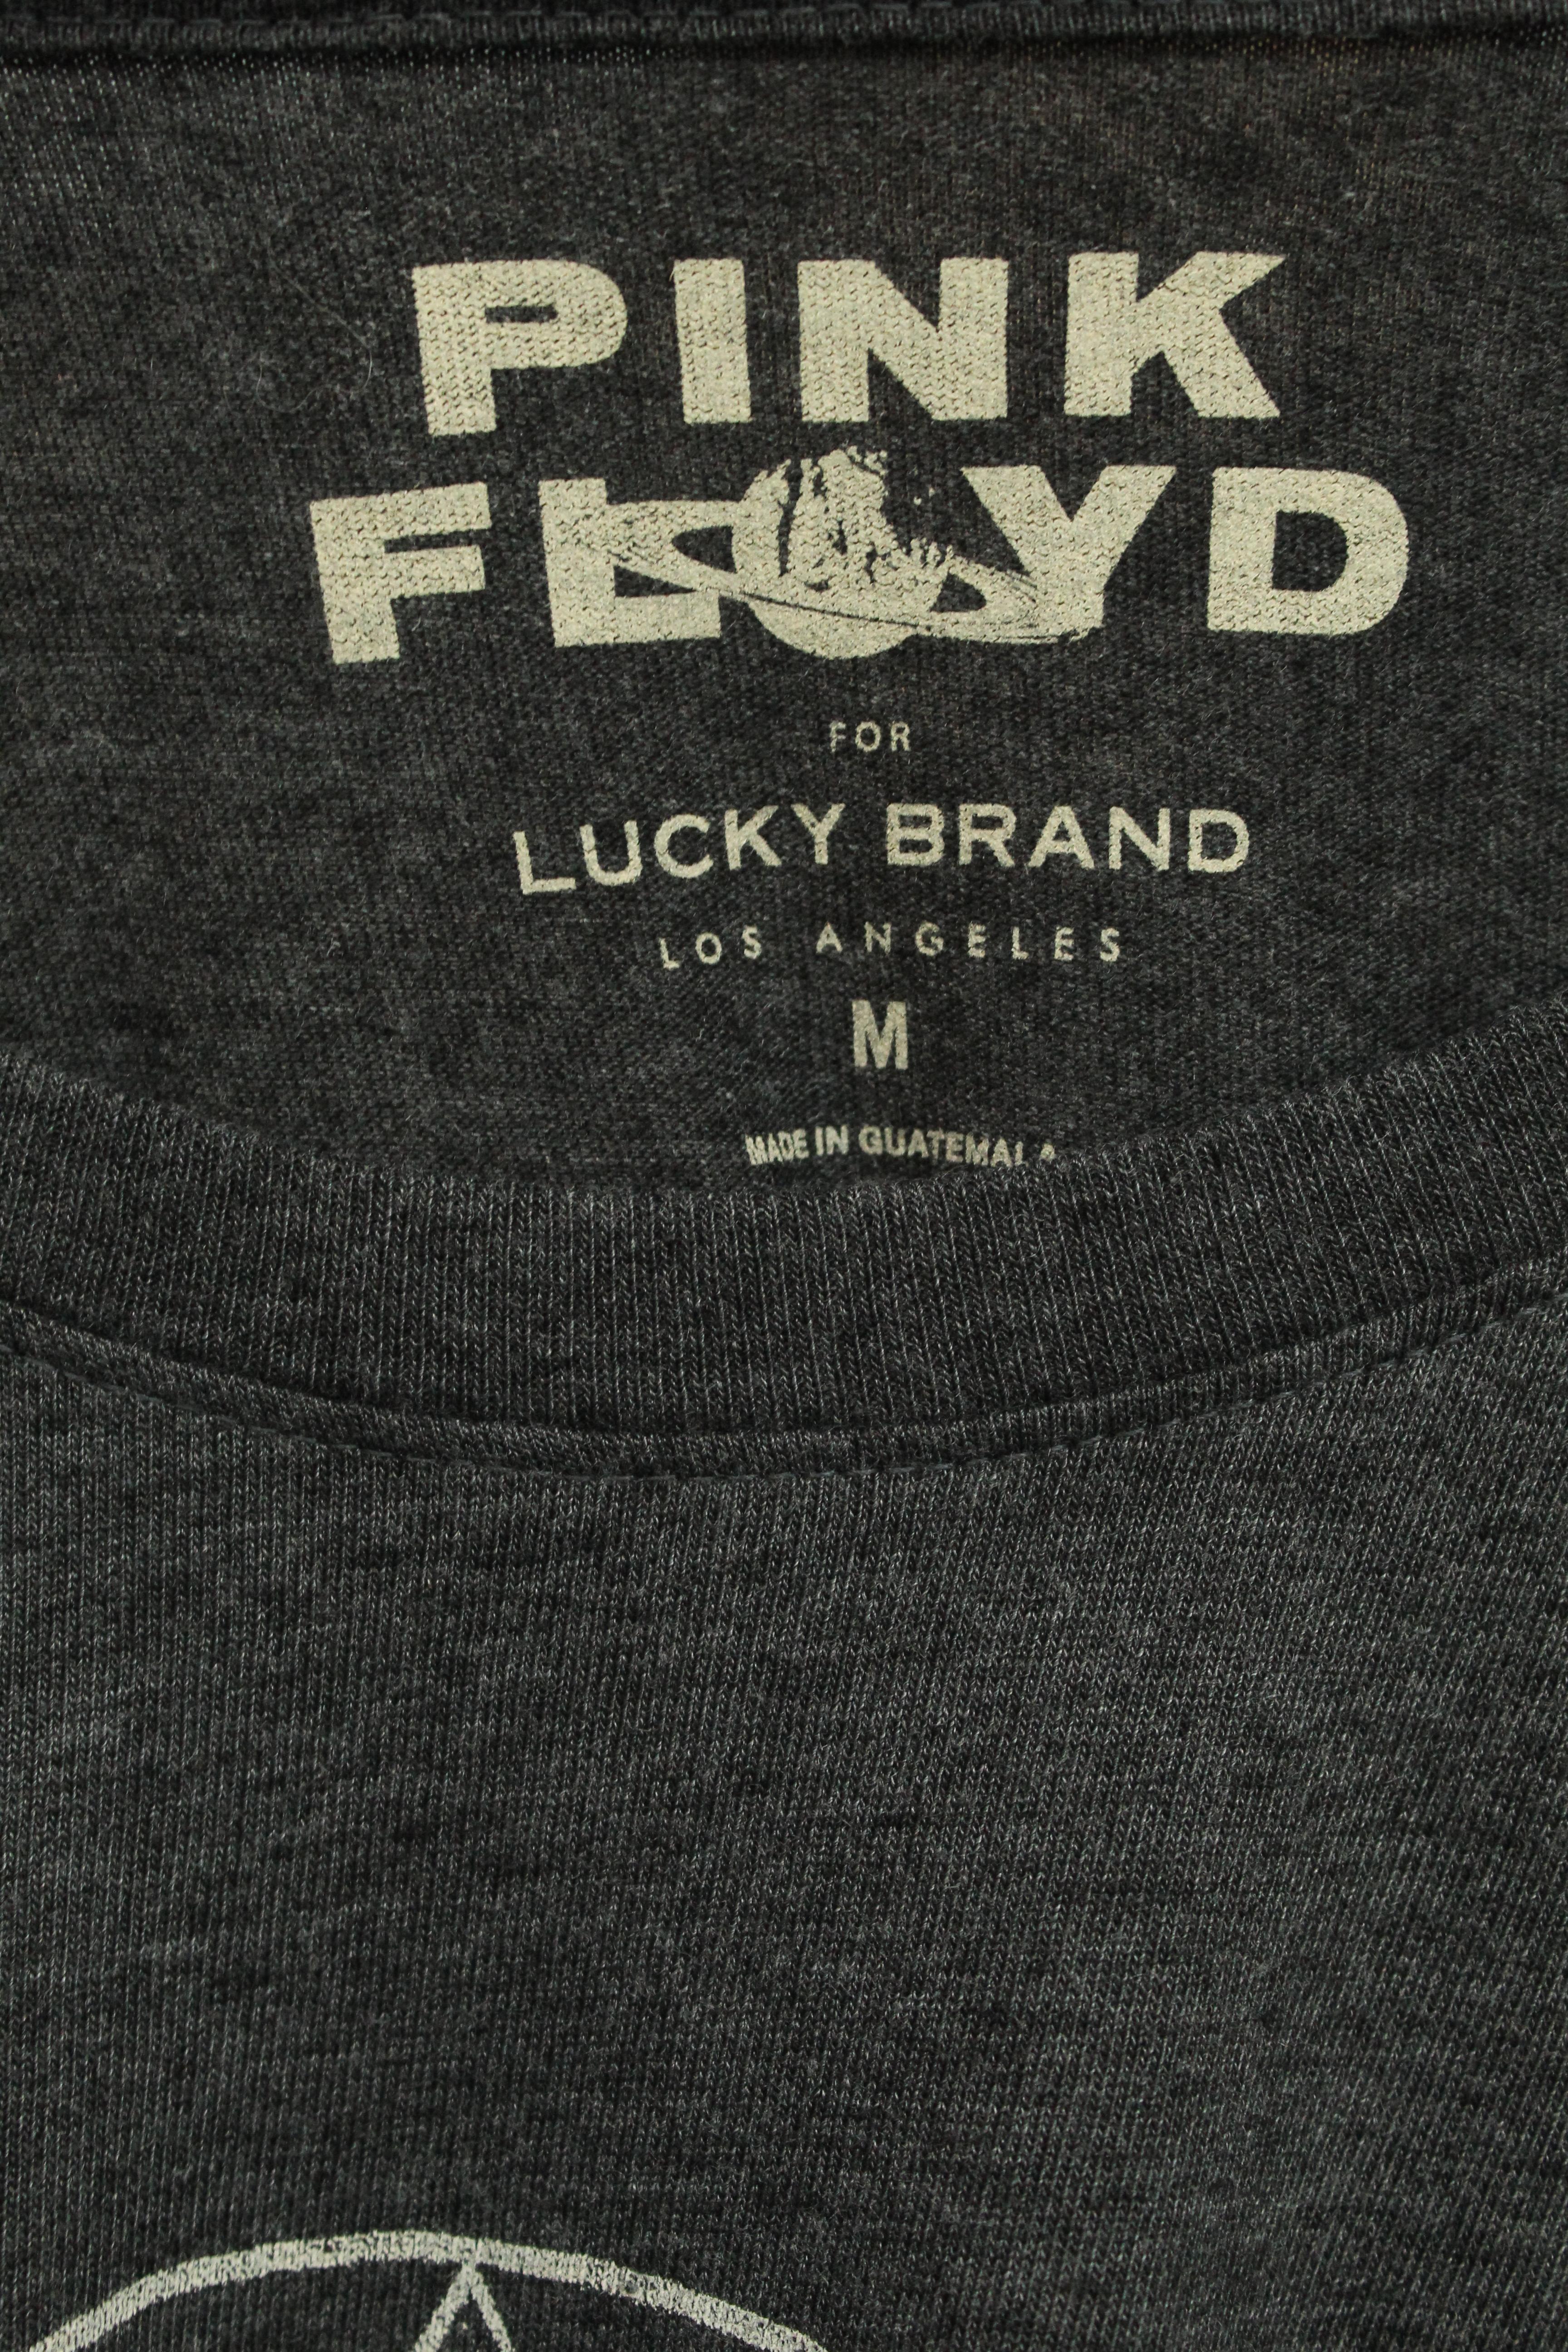 PINK
FLOYD
FOR
LUCKY BRAND
LOS ANGELES
M
MADE IN GUATEMALA